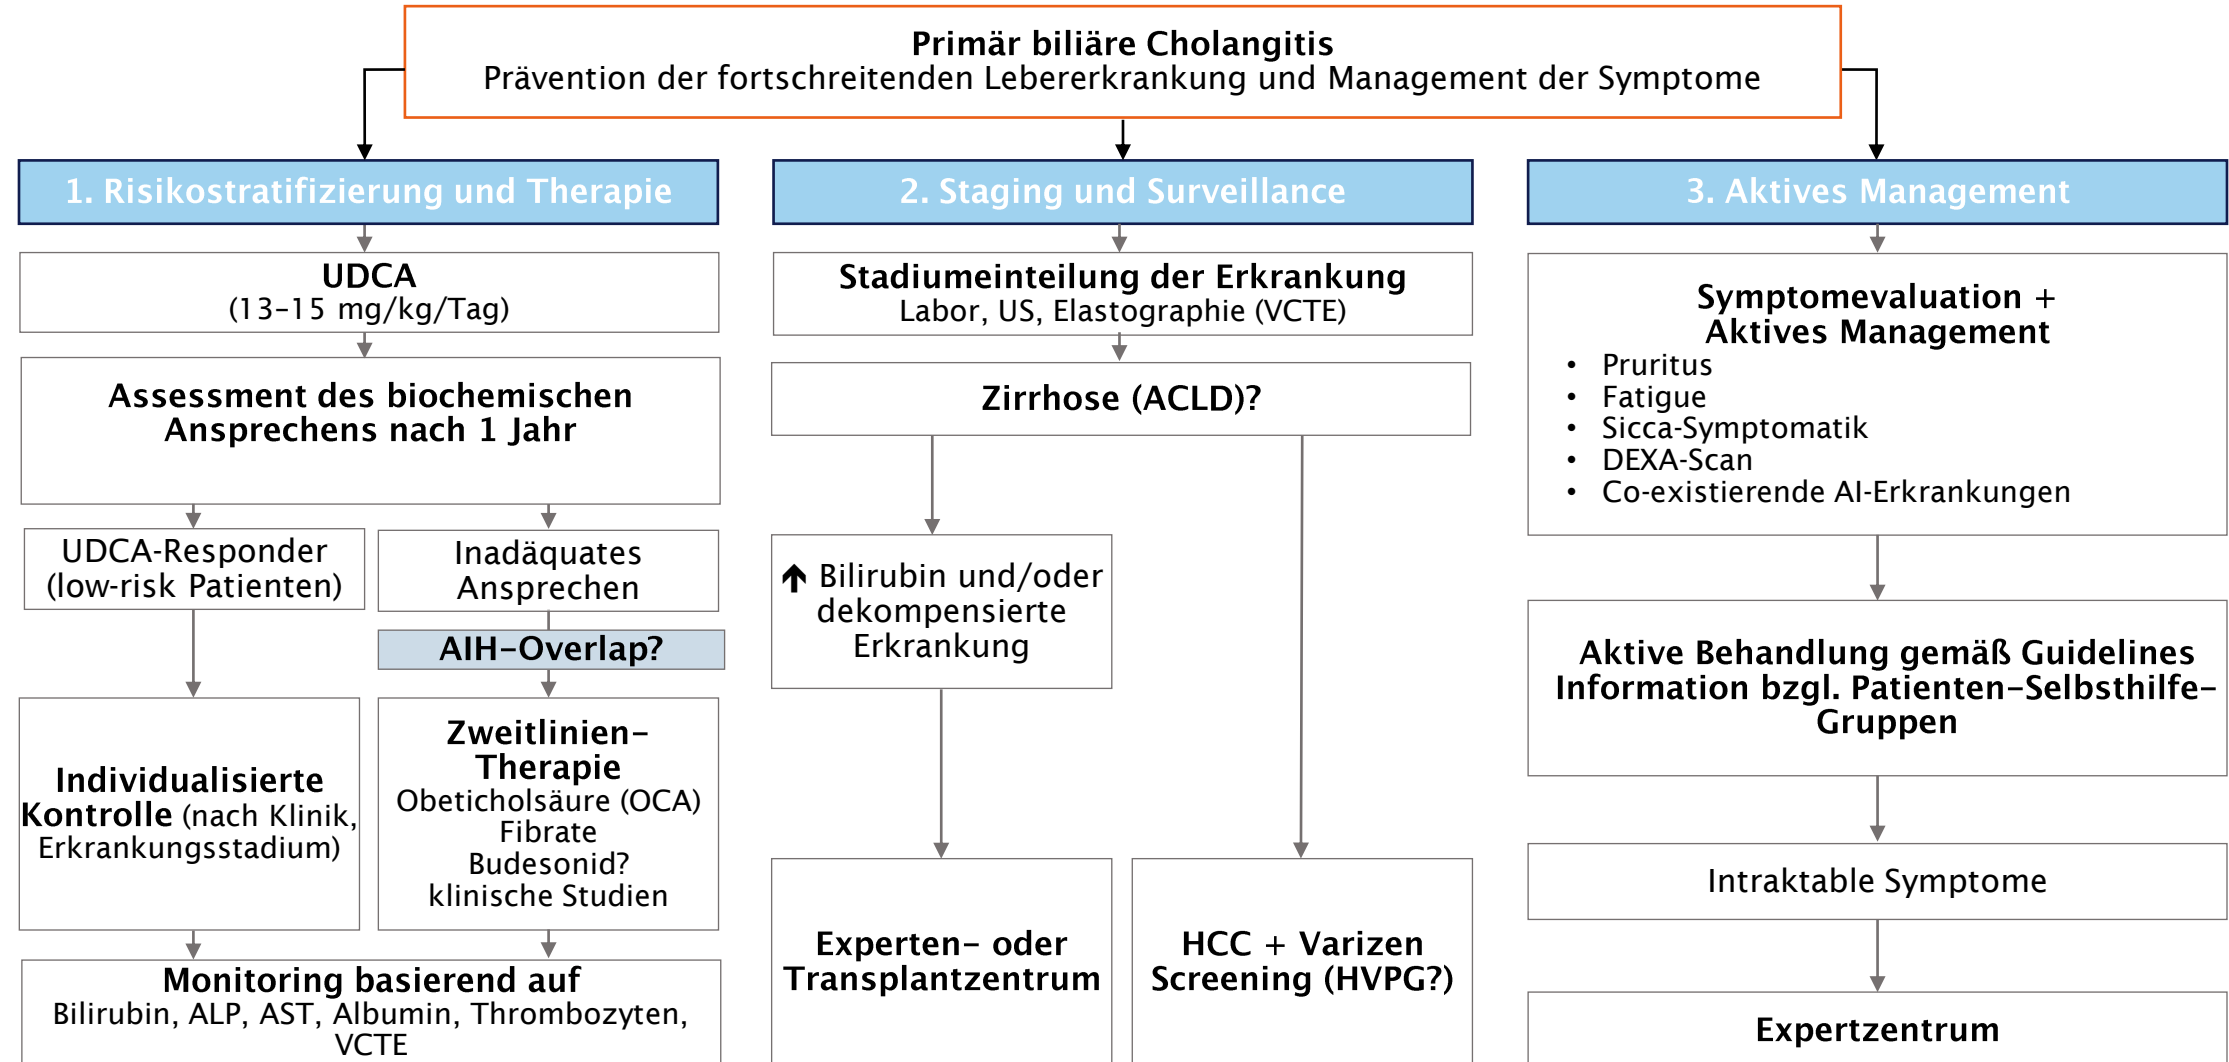 Primär biliäre Cholangitis
Prävention der fortschreitenden Lebererkrankung und Management der Symptome
1. Risikostratifizierung und Therapie
UDCA
(13–15 mg/kg/Tag)
Assessment des biochemischen
Ansprechens nach 1 Jahr
UDCA-Responder
(low-risk Patienten)
Inadäquates
Ansprechen
AIH-Overlap?
Individualisierte
Kontrolle (nach Klinik,
Erkrankungsstadium)
Zweitlinien-
Therapie
Obeticholsäure (OCA)
Fibrate
Budesonid?
klinische Studien
Monitoring basierend auf
Bilirubin, ALP, AST, Albumin, Thrombozyten,
VCTE
2. Staging und Surveillance
Stadiumeinteilung der Erkrankung
Labor, US, Elastographie (VCTE)
Zirrhose (ACLD)?
🡹 Bilirubin und/oder
dekompensierte
Erkrankung
Experten- oder
Transplantzentrum
HCC + Varizen
Screening (HVPG?)
3. Aktives Management
Symptomevaluation +
Aktives Management
• Pruritus
• Fatigue
• Sicca-Symptomatik
• DEXA-Scan
• Co-existierende AI-Erkrankungen
Aktive Behandlung gemäß Guidelines
Information bzgl. Patienten-Selbsthilfe-
Gruppen
Intraktable Symptome
Expertzentrum